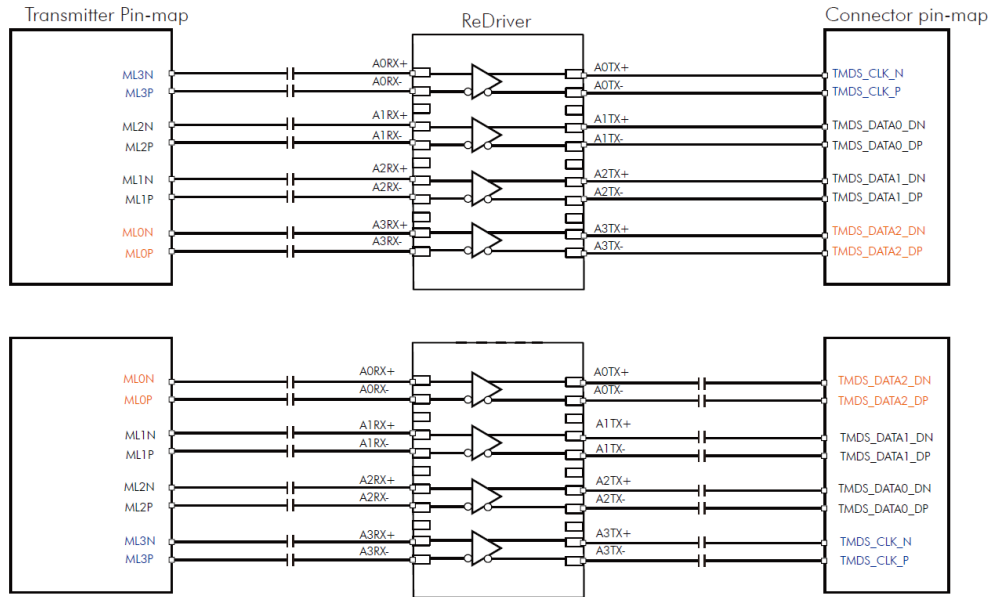 Transmitter Pin-map
ReDriver
Connector pin-map
ML3N
A0RX+
A0TX+
TMDS_CLK_N
ML3P
A0RX-
A0TX-
TMDS_CLK_P
ML2N
A1RX+
A1TX+
TMDS_DATA0_DN
ML2P
A1RX-
A1TX-
TMDS_DATA0_DP
ML1N
A2RX+
A2TX+
TMDS_DATA1_DN
ML1P
A2RX-
A2TX-
TMDS_DATA1_DP
ML0N
A3RX+
A3TX+
TMDS_DATA2_DN
ML0P
A3RX-
A3TX-
TMDS_DATA2_DP
ML0N
A0RX+
A0TX+
TMDS_DATA2_DN
ML0P
A0RX-
A0TX-
TMDS_DATA2_DP
ML1N
A1RX+
A1TX+
TMDS_DATA1_DN
ML1P
A1RX-
A1TX-
TMDS_DATA1_DP
ML2N
A2RX+
A2TX+
TMDS_DATA0_DN
ML2P
A2RX-
A2TX-
TMDS_DATA0_DP
ML3N
A3RX+
A3TX+
TMDS_CLK_N
ML3P
A3RX-
A3TX-
TMDS_CLK_P